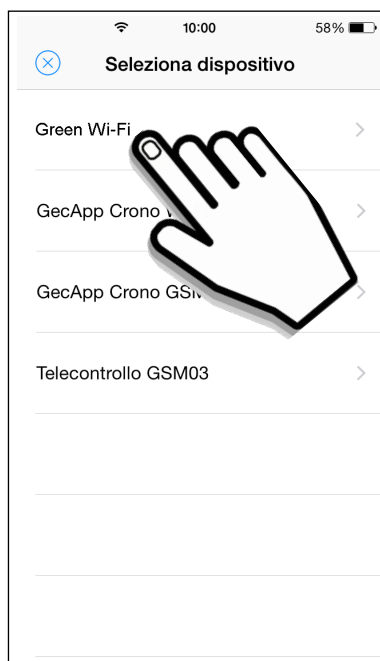 10:00
58%
Seleziona dispositivo
Green Wi-Fi
GecApp Crono
GecApp Crono
Telecontrollo GSM03